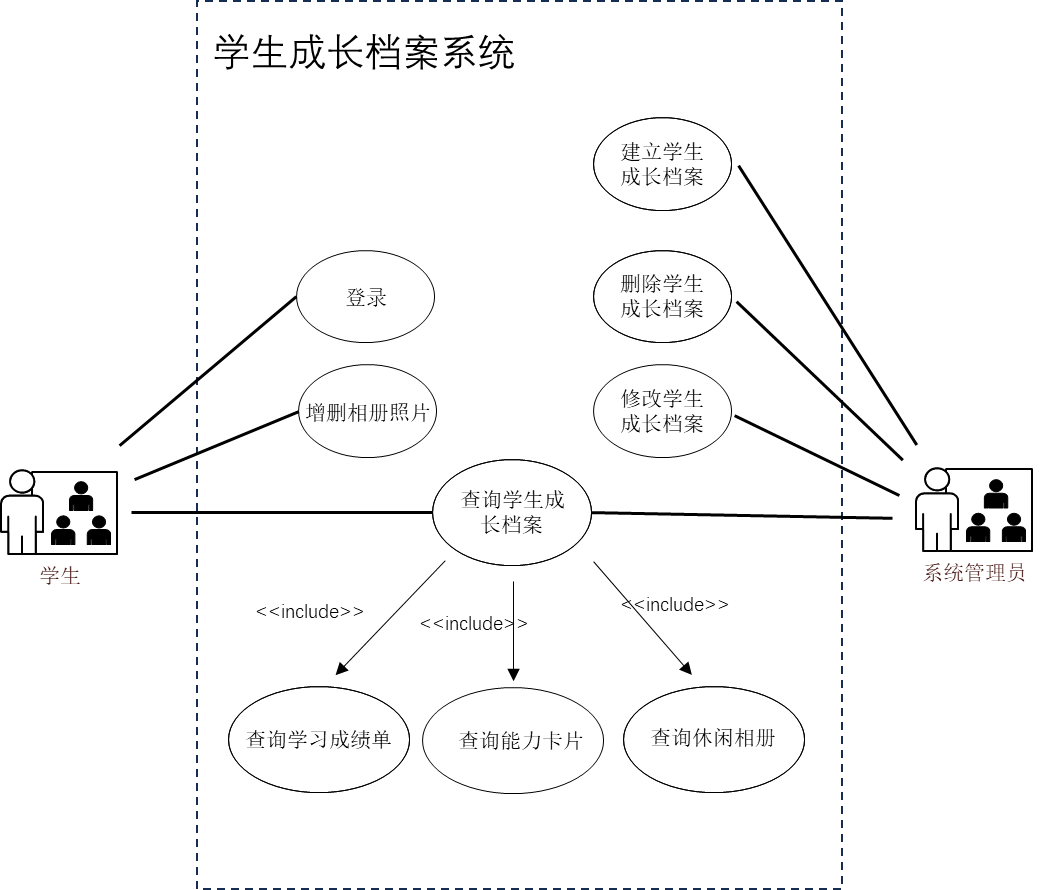 学生成长档案系统
建立学生
成长档案
登录
删除学生
成长档案
增删相册照片
修改学生
成长档案
查询学生成
长档案
学生
系统管理员
<<include>>
<<include>>
<<include>>
查询学习成绩单
查询能力卡片
查询休闲相册